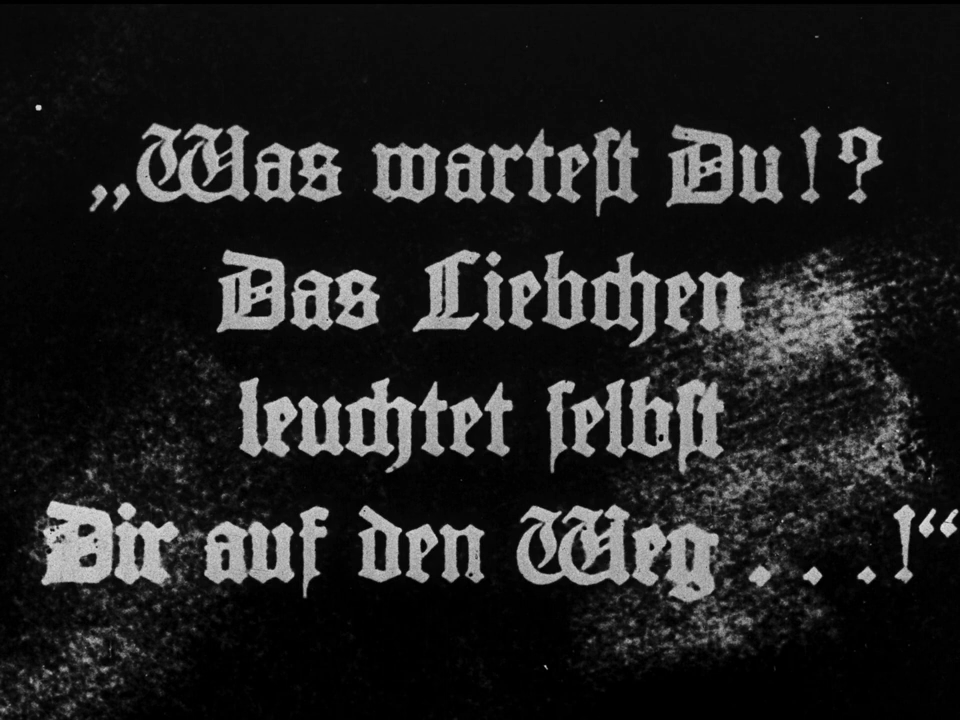 „Was wartest Du!?
Das Liebchen
leuchtet selbst
Dir auf den Weg . . .!“